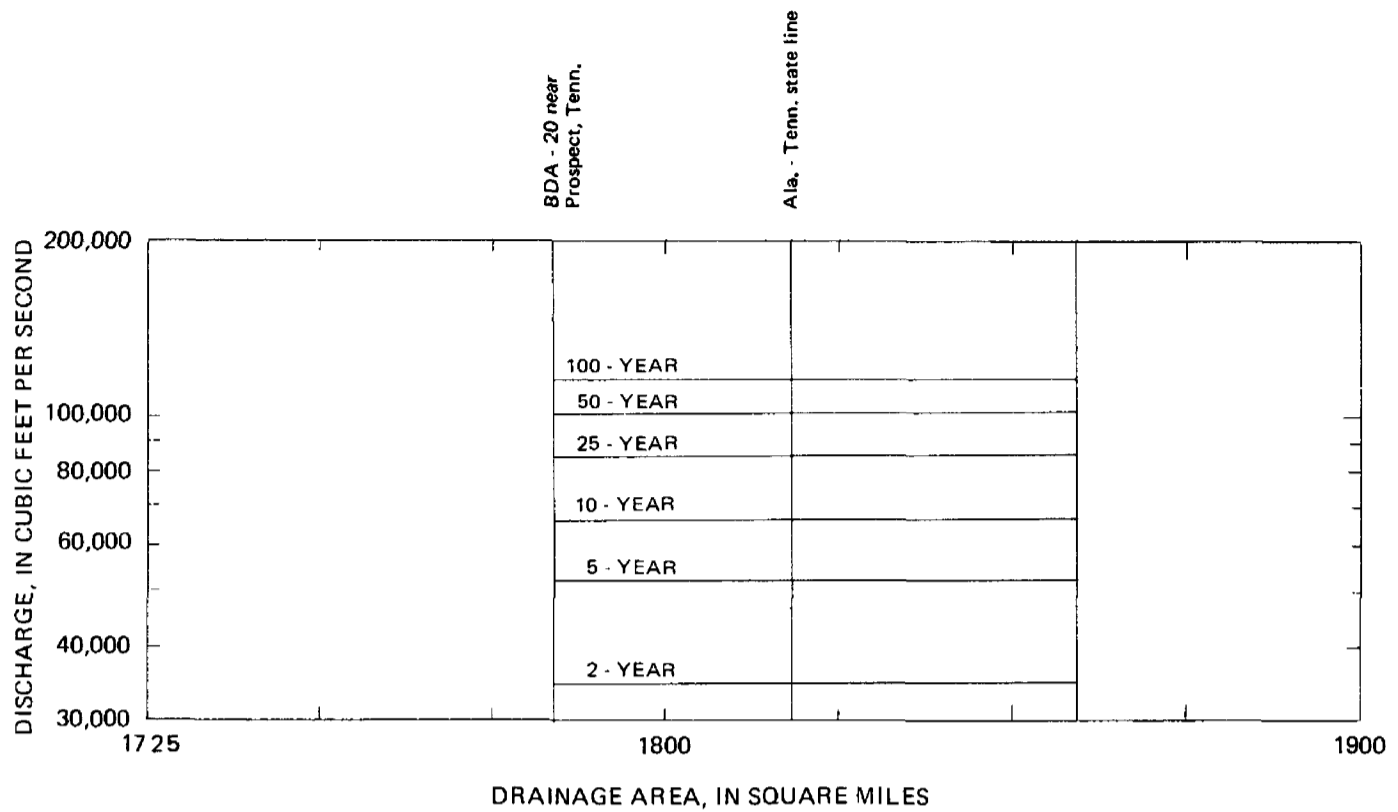 BDA - 20 near
Prospect, Tenn.
Ala. - Tenn. state line
DISCHARGE, IN CUBIC FEET PER SECOND
200,000
100,000
80,000
60,000
40,000
30,000
100 - YEAR
50 - YEAR
25 - YEAR
10 - YEAR
5 - YEAR
2 - YEAR
1725
1800
1900
DRAINAGE AREA, IN SQUARE MILES